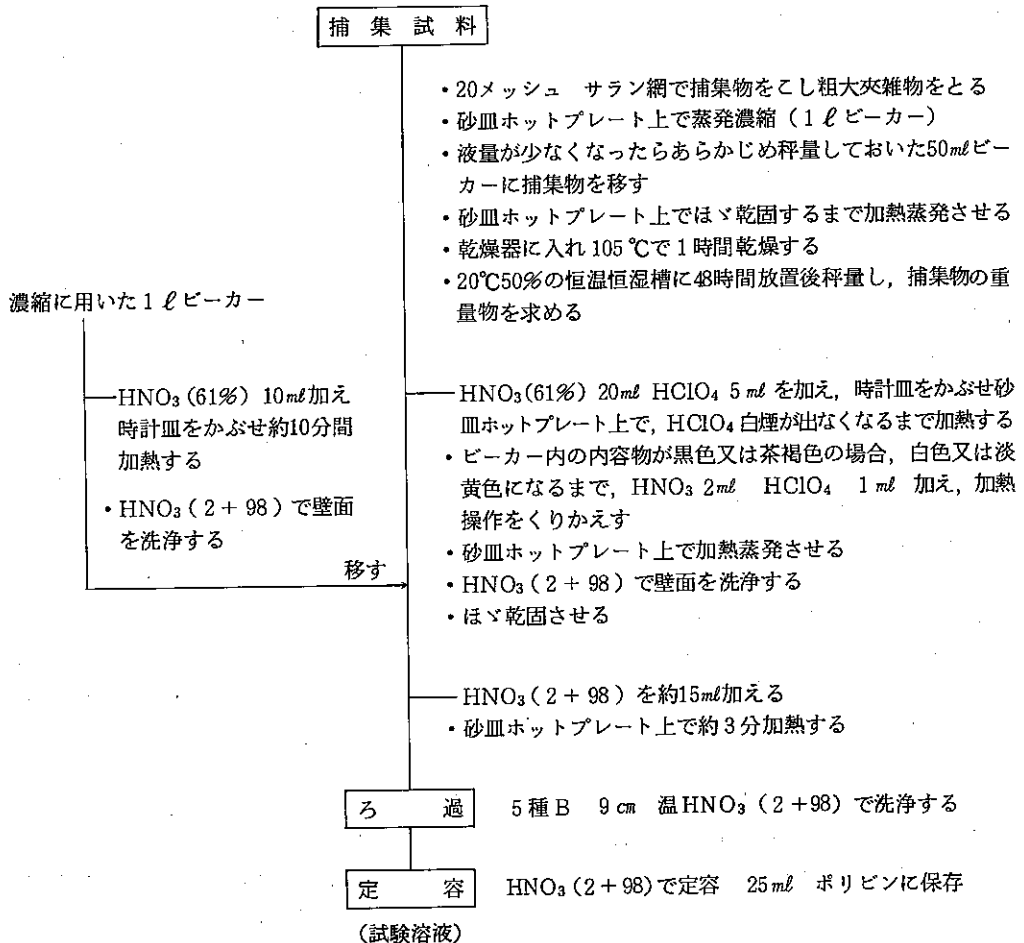 捕集試料
・20メッシュ サラン網で捕集物をこし粗大夾雑物をとる
・砂皿ホットプレート上で蒸発濃縮（1ℓビーカー）
・液量が少なくなったらあらかじめ秤量しておいた50mlビー
カーに捕集物を移す
・砂皿ホットプレート上でほゞ乾固するまで加熱蒸発させる
・乾燥器に入れ105℃で1時間乾燥する
・20℃50%の恒温恒湿槽に48時間放置後秤量し，捕集物の重
量物を求める
濃縮に用いた1ℓビーカー
HNO₃(61%) 10ml加え
時計皿をかぶせ約10分間
加熱する
・HNO₃(2+98)で壁面
を洗浄する
移す
HNO₃(61%) 20ml HClO₄ 5mlを加え，時計皿をかぶせ砂
皿ホットプレート上で，HClO₄白煙が出なくなるまで加熱する
・ビーカー内の内容物が黒色又は茶褐色の場合，白色又は淡
黄色になるまで，HNO₃ 2ml HClO₄ 1ml 加え，加熱
操作をくりかえす
・砂皿ホットプレート上で加熱蒸発させる
・HNO₃(2+98)で壁面を洗浄する
・ほゞ乾固させる
HNO₃(2+98)を約15ml加える
・砂皿ホットプレート上で約3分加熱する
ろ過 5種B 9cm 温HNO₃(2+98)で洗浄する
定容 HNO₃(2+98)で定容 25ml ポリビンに保存
(試験溶液)